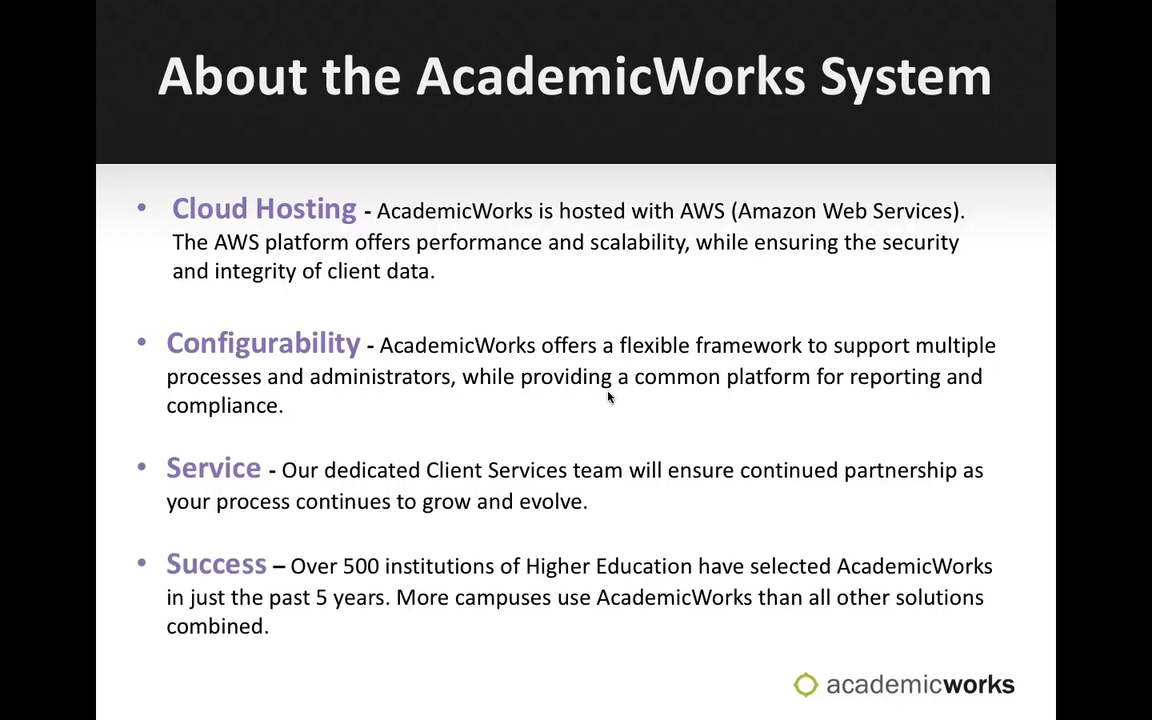 About the AcademicWorks System
• Cloud Hosting - AcademicWorks is hosted with AWS (Amazon Web Services).
The AWS platform offers performance and scalability, while ensuring the security
and integrity of client data.
• Configurability - AcademicWorks offers a flexible framework to support multiple
processes and administrators, while providing a common platform for reporting and
compliance.
• Service - Our dedicated Client Services team will ensure continued partnership as
your process continues to grow and evolve.
• Success – Over 500 institutions of Higher Education have selected AcademicWorks
in just the past 5 years. More campuses use AcademicWorks than all other solutions
combined.
academicworks